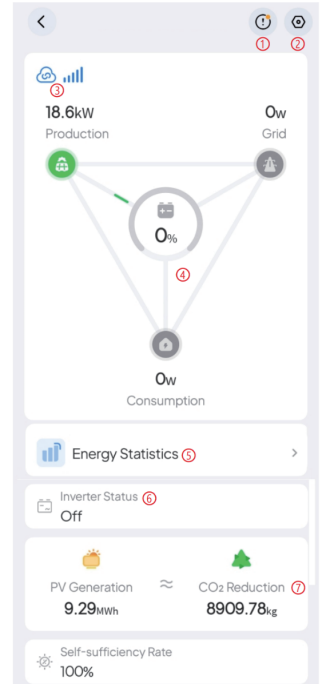 ①
②
③
18.6kW
0w
Production
Grid
0%
④
0w
Consumption
Energy Statistics ⑤
Inverter Status ⑥
Off
PV Generation
≈
CO₂ Reduction ⑦
9.29MWh
8909.78kg
Self-sufficiency Rate
100%